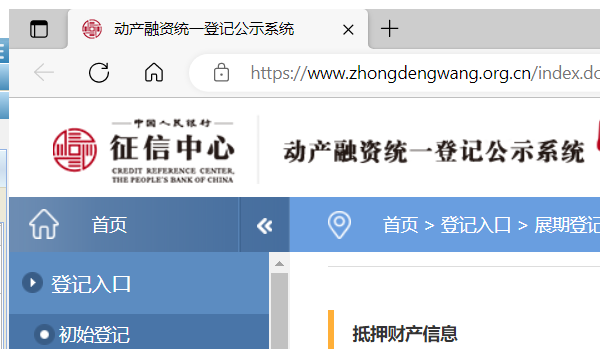 动产融资统一登记公示系统
https://www.zhongdengwang.org.cn/index.do
中国人民银行
征信中心
CREDIT REFERENCE CENTER,
THE PEOPLE'S BANK OF CHINA
动产融资统一登记公示系统
首页
首页 > 登记入口 > 展期登记
登记入口
初始登记
抵押财产信息